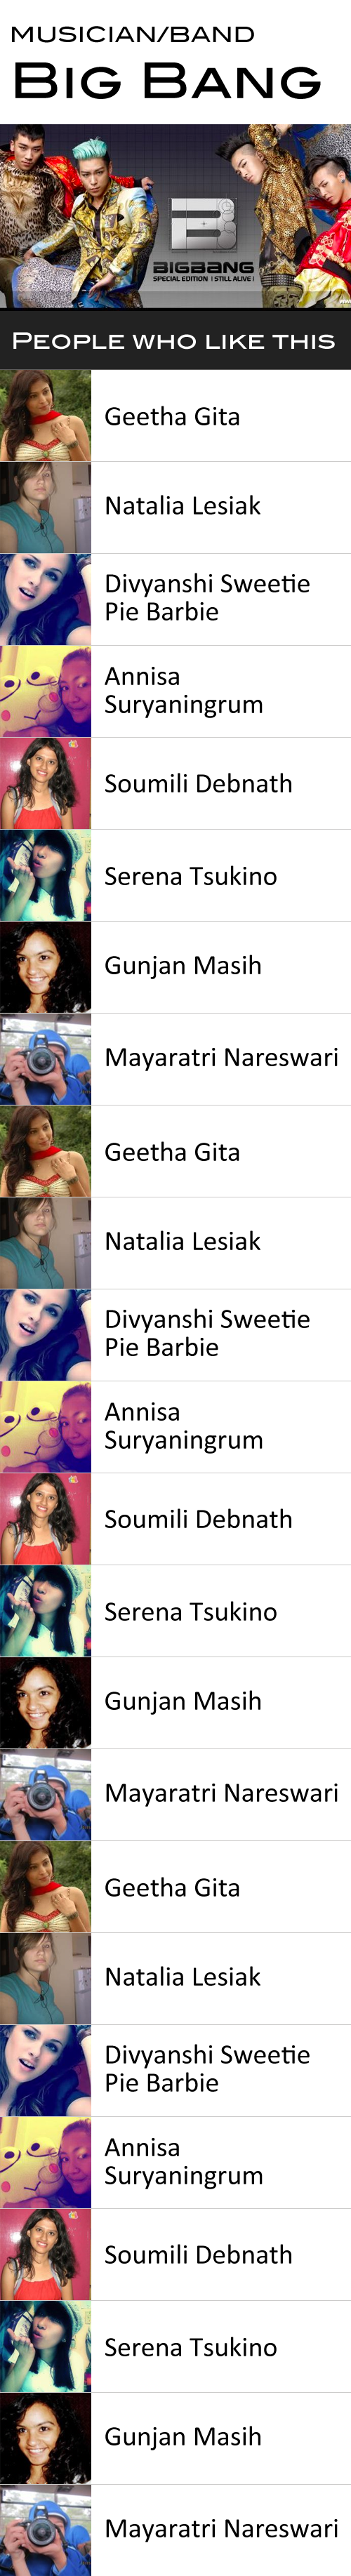 MUSICIAN/BAND
BIG BANG
BIGBANG
SPECIAL EDITION | STILL ALIVE |
PEOPLE WHO LIKE THIS
Geetha Gita
Natalia Lesiak
Divyanshi Sweetie
Pie Barbie
Annisa
Suryaningrum
Soumili Debnath
Serena Tsukino
Gunjan Masih
Mayaratri Nareswari
Geetha Gita
Natalia Lesiak
Divyanshi Sweetie
Pie Barbie
Annisa
Suryaningrum
Soumili Debnath
Serena Tsukino
Gunjan Masih
Mayaratri Nareswari
Geetha Gita
Natalia Lesiak
Divyanshi Sweetie
Pie Barbie
Annisa
Suryaningrum
Soumili Debnath
Serena Tsukino
Gunjan Masih
Mayaratri Nareswari